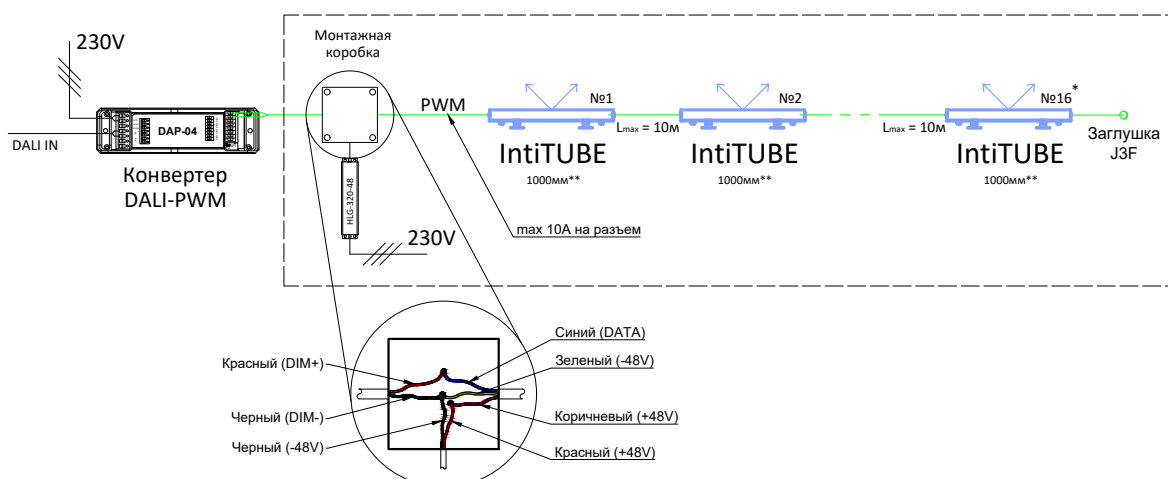 230V
DALI IN
DAP-04
Конвертер
DALI-PWM
Монтажная
коробка
HLG-320-48
230V
PWM
max 10А на разъем
№1
Lmax = 10м
IntiTUBE
1000мм**
№2
IntiTUBE
1000мм**
Lmax = 10м
№16*
IntiTUBE
1000мм**
Заглушка
J3F
Красный (DIM+)
Черный (DIM-)
Черный (-48V)
Синий (DATA)
Зеленый (-48V)
Коричневый (+48V)
Красный (+48V)